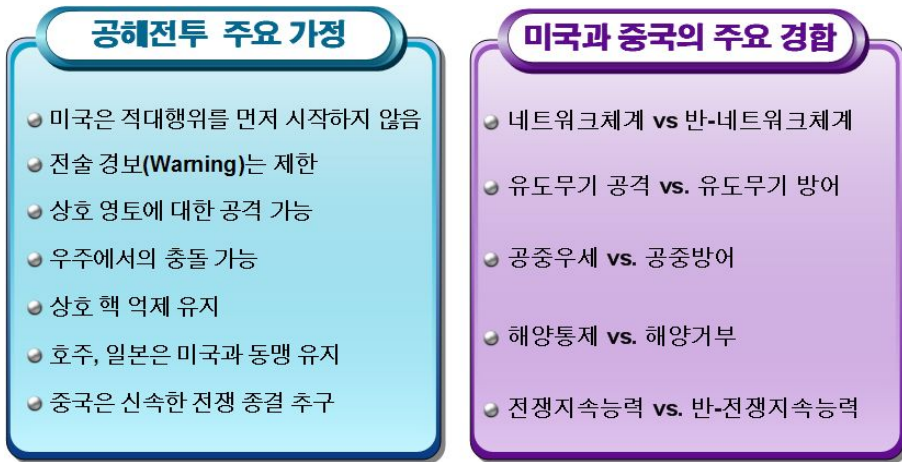 공해전투 주요 가정
미국은 적대행위를 먼저 시작하지 않음
전술 경보(Warning)는 제한
상호 영토에 대한 공격 가능
우주에서의 충돌 가능
상호 핵 억제 유지
호주, 일본은 미국과 동맹 유지
중국은 신속한 전쟁 종결 추구
미국과 중국의 주요 경합
네트워크체계 vs 반-네트워크체계
유도무기 공격 vs. 유도무기 방어
공중우세 vs. 공중방어
해양통제 vs. 해양거부
전쟁지속능력 vs. 반-전쟁지속능력